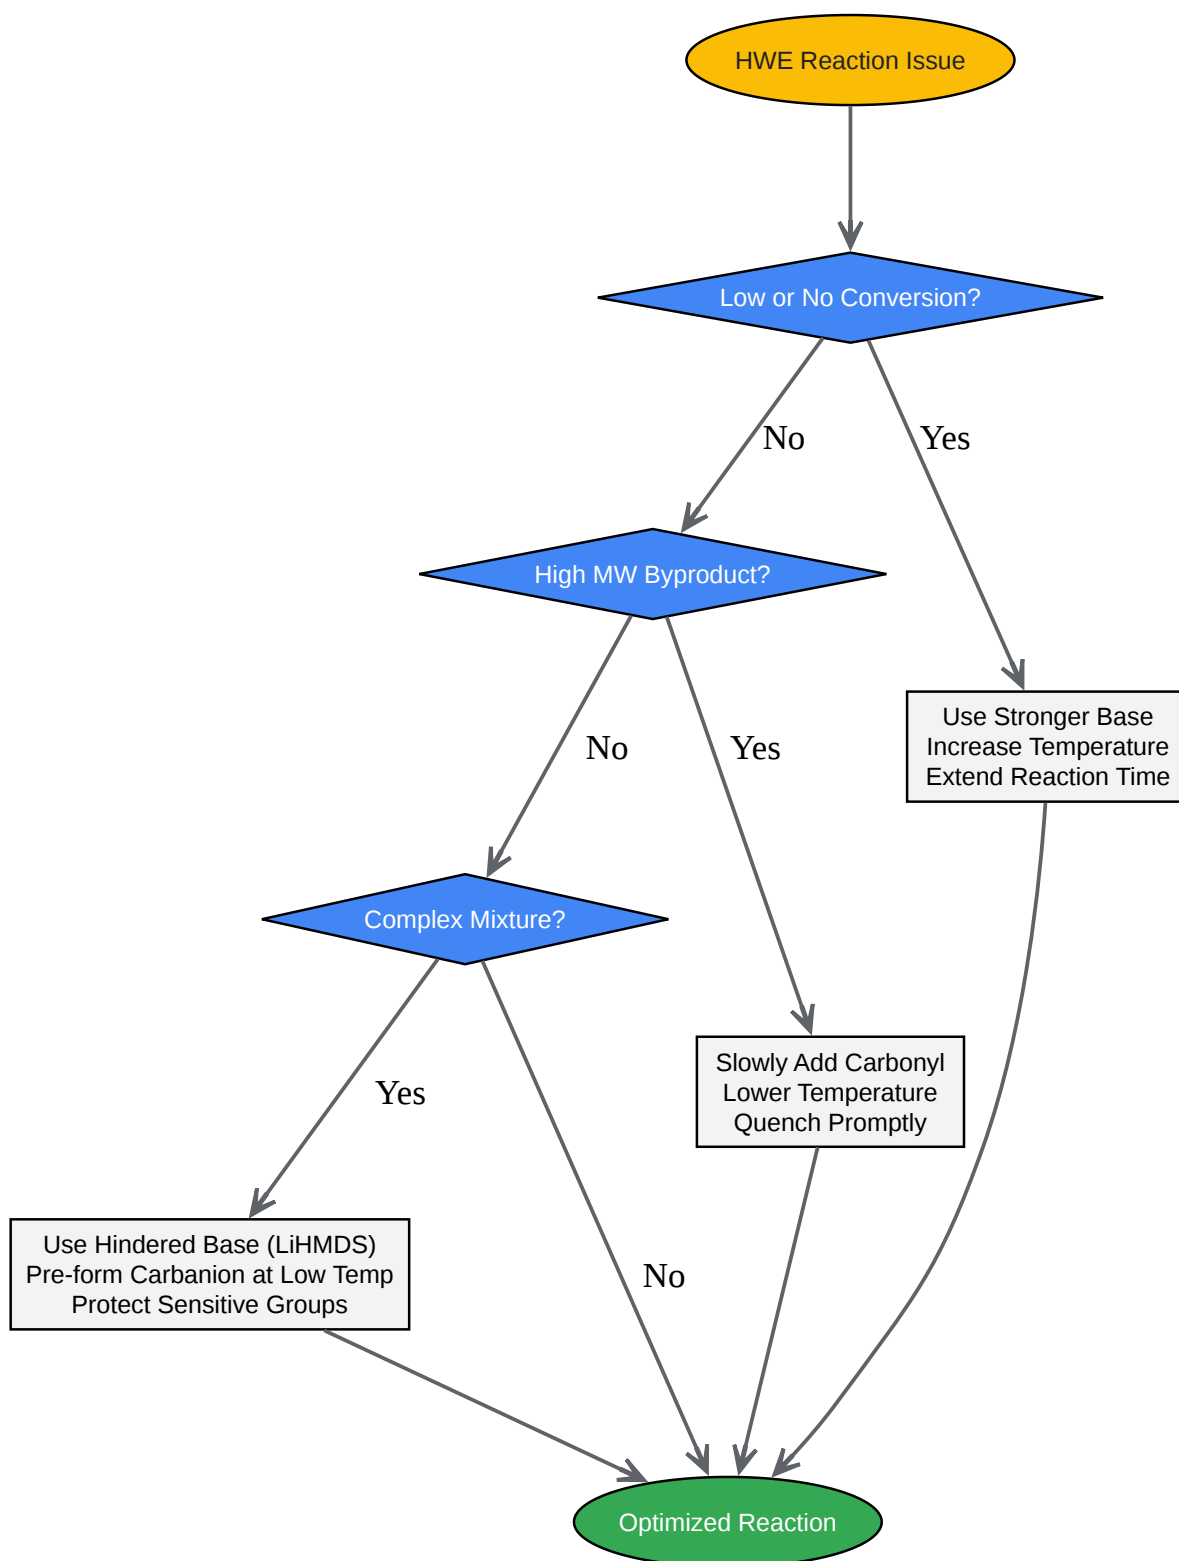 HWE Reaction Issue
Low or No Conversion?
No
Yes
High MW Byproduct?
Use Stronger Base
Increase Temperature
Extend Reaction Time
No
Yes
Complex Mixture?
Slowly Add Carbonyl
Lower Temperature
Quench Promptly
Yes
Use Hindered Base (LiHMDS)
Pre-form Carbanion at Low Temp
Protect Sensitive Groups
No
Optimized Reaction